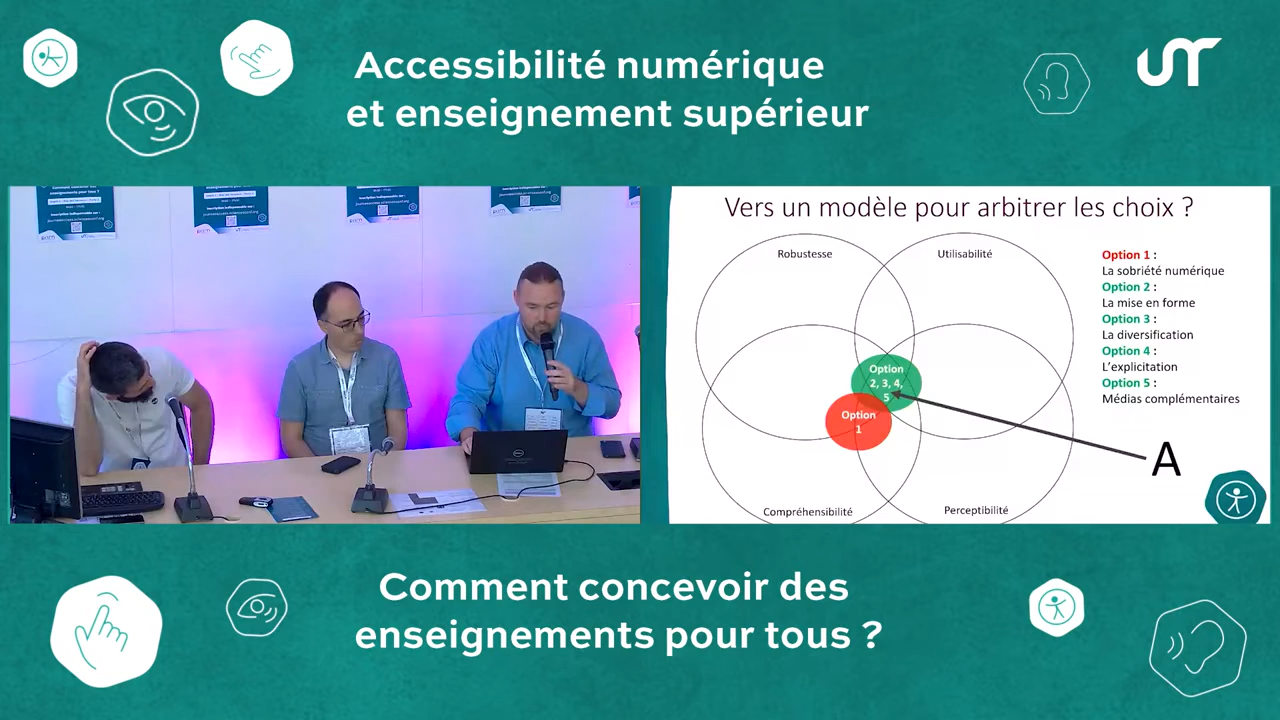 Accessibilité numérique
et enseignement supérieur
Vers un modèle pour arbitrer les choix ?
Robustesse
Utilisabilité
Option
2, 3, 4,
5
Option
1
Compréhensibilité
Perceptibilité
Option 1 :
La sobriété numérique
Option 2 :
La mise en forme
Option 3 :
La diversification
Option 4 :
L'explicitation
Option 5 :
Médias complémentaires
A
Comment concevoir des
enseignements pour tous ?